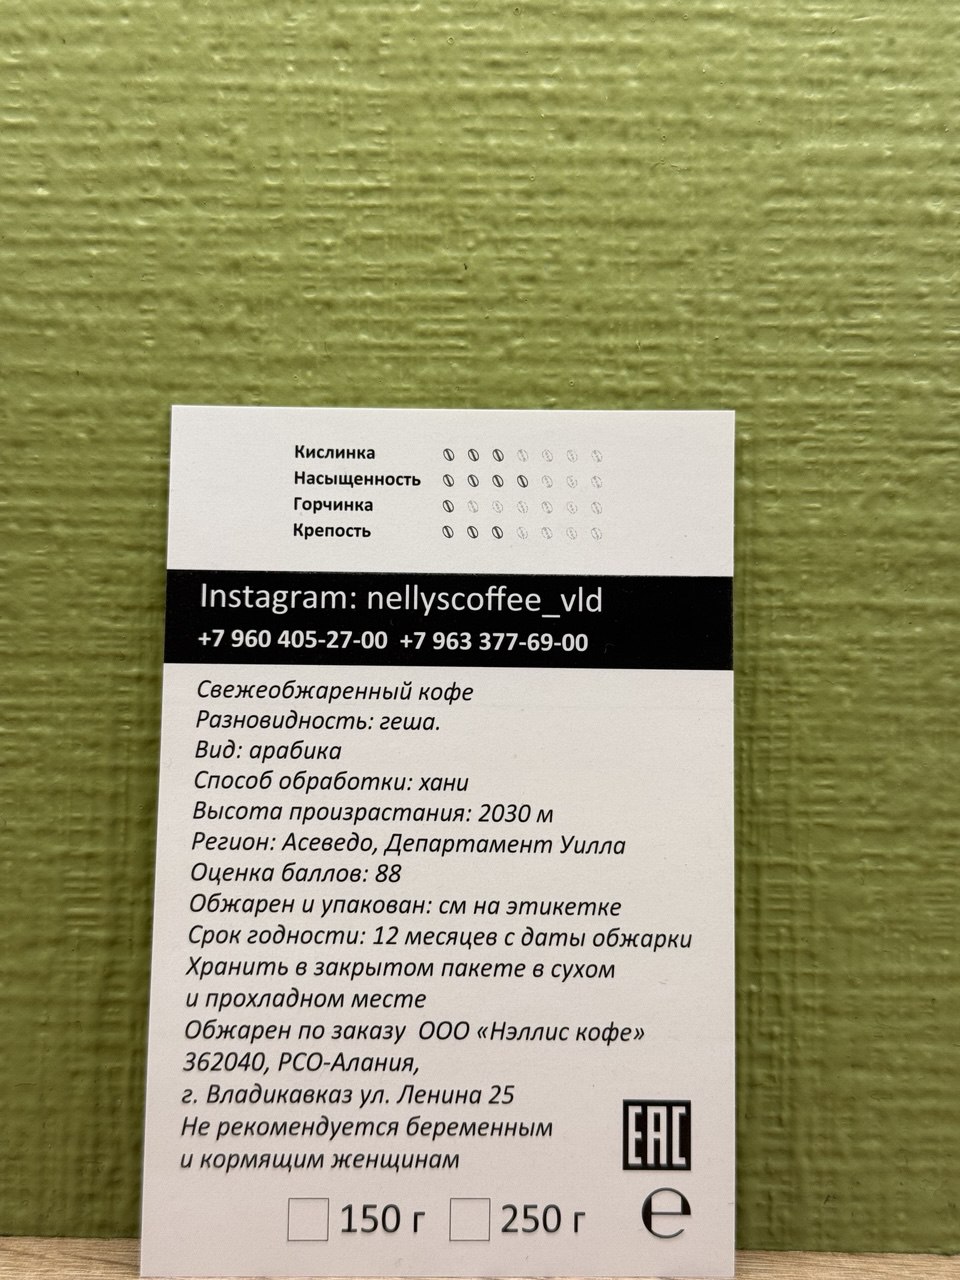 Кислинка
Насыщенность
Горчинка
Крепость
Instagram: nellyscoffee_vld
+7 960 405-27-00 +7 963 377-69-00
Свежеобжаренный кофе
Разновидность: геша.
Вид: арабика
Способ обработки: хани
Высота произрастания: 2030 м
Регион: Асеведо, Департамент Уилла
Оценка баллов: 88
Обжарен и упакован: см на этикетке
Срок годности: 12 месяцев с даты обжарки
Хранить в закрытом пакете в сухом
и прохладном месте
Обжарен по заказу ООО «Нэллис кофе»
362040, РСО-Алания,
г. Владикавказ ул. Ленина 25
Не рекомендуется беременным
и кормящим женщинам
EAC
150 г 250 г e